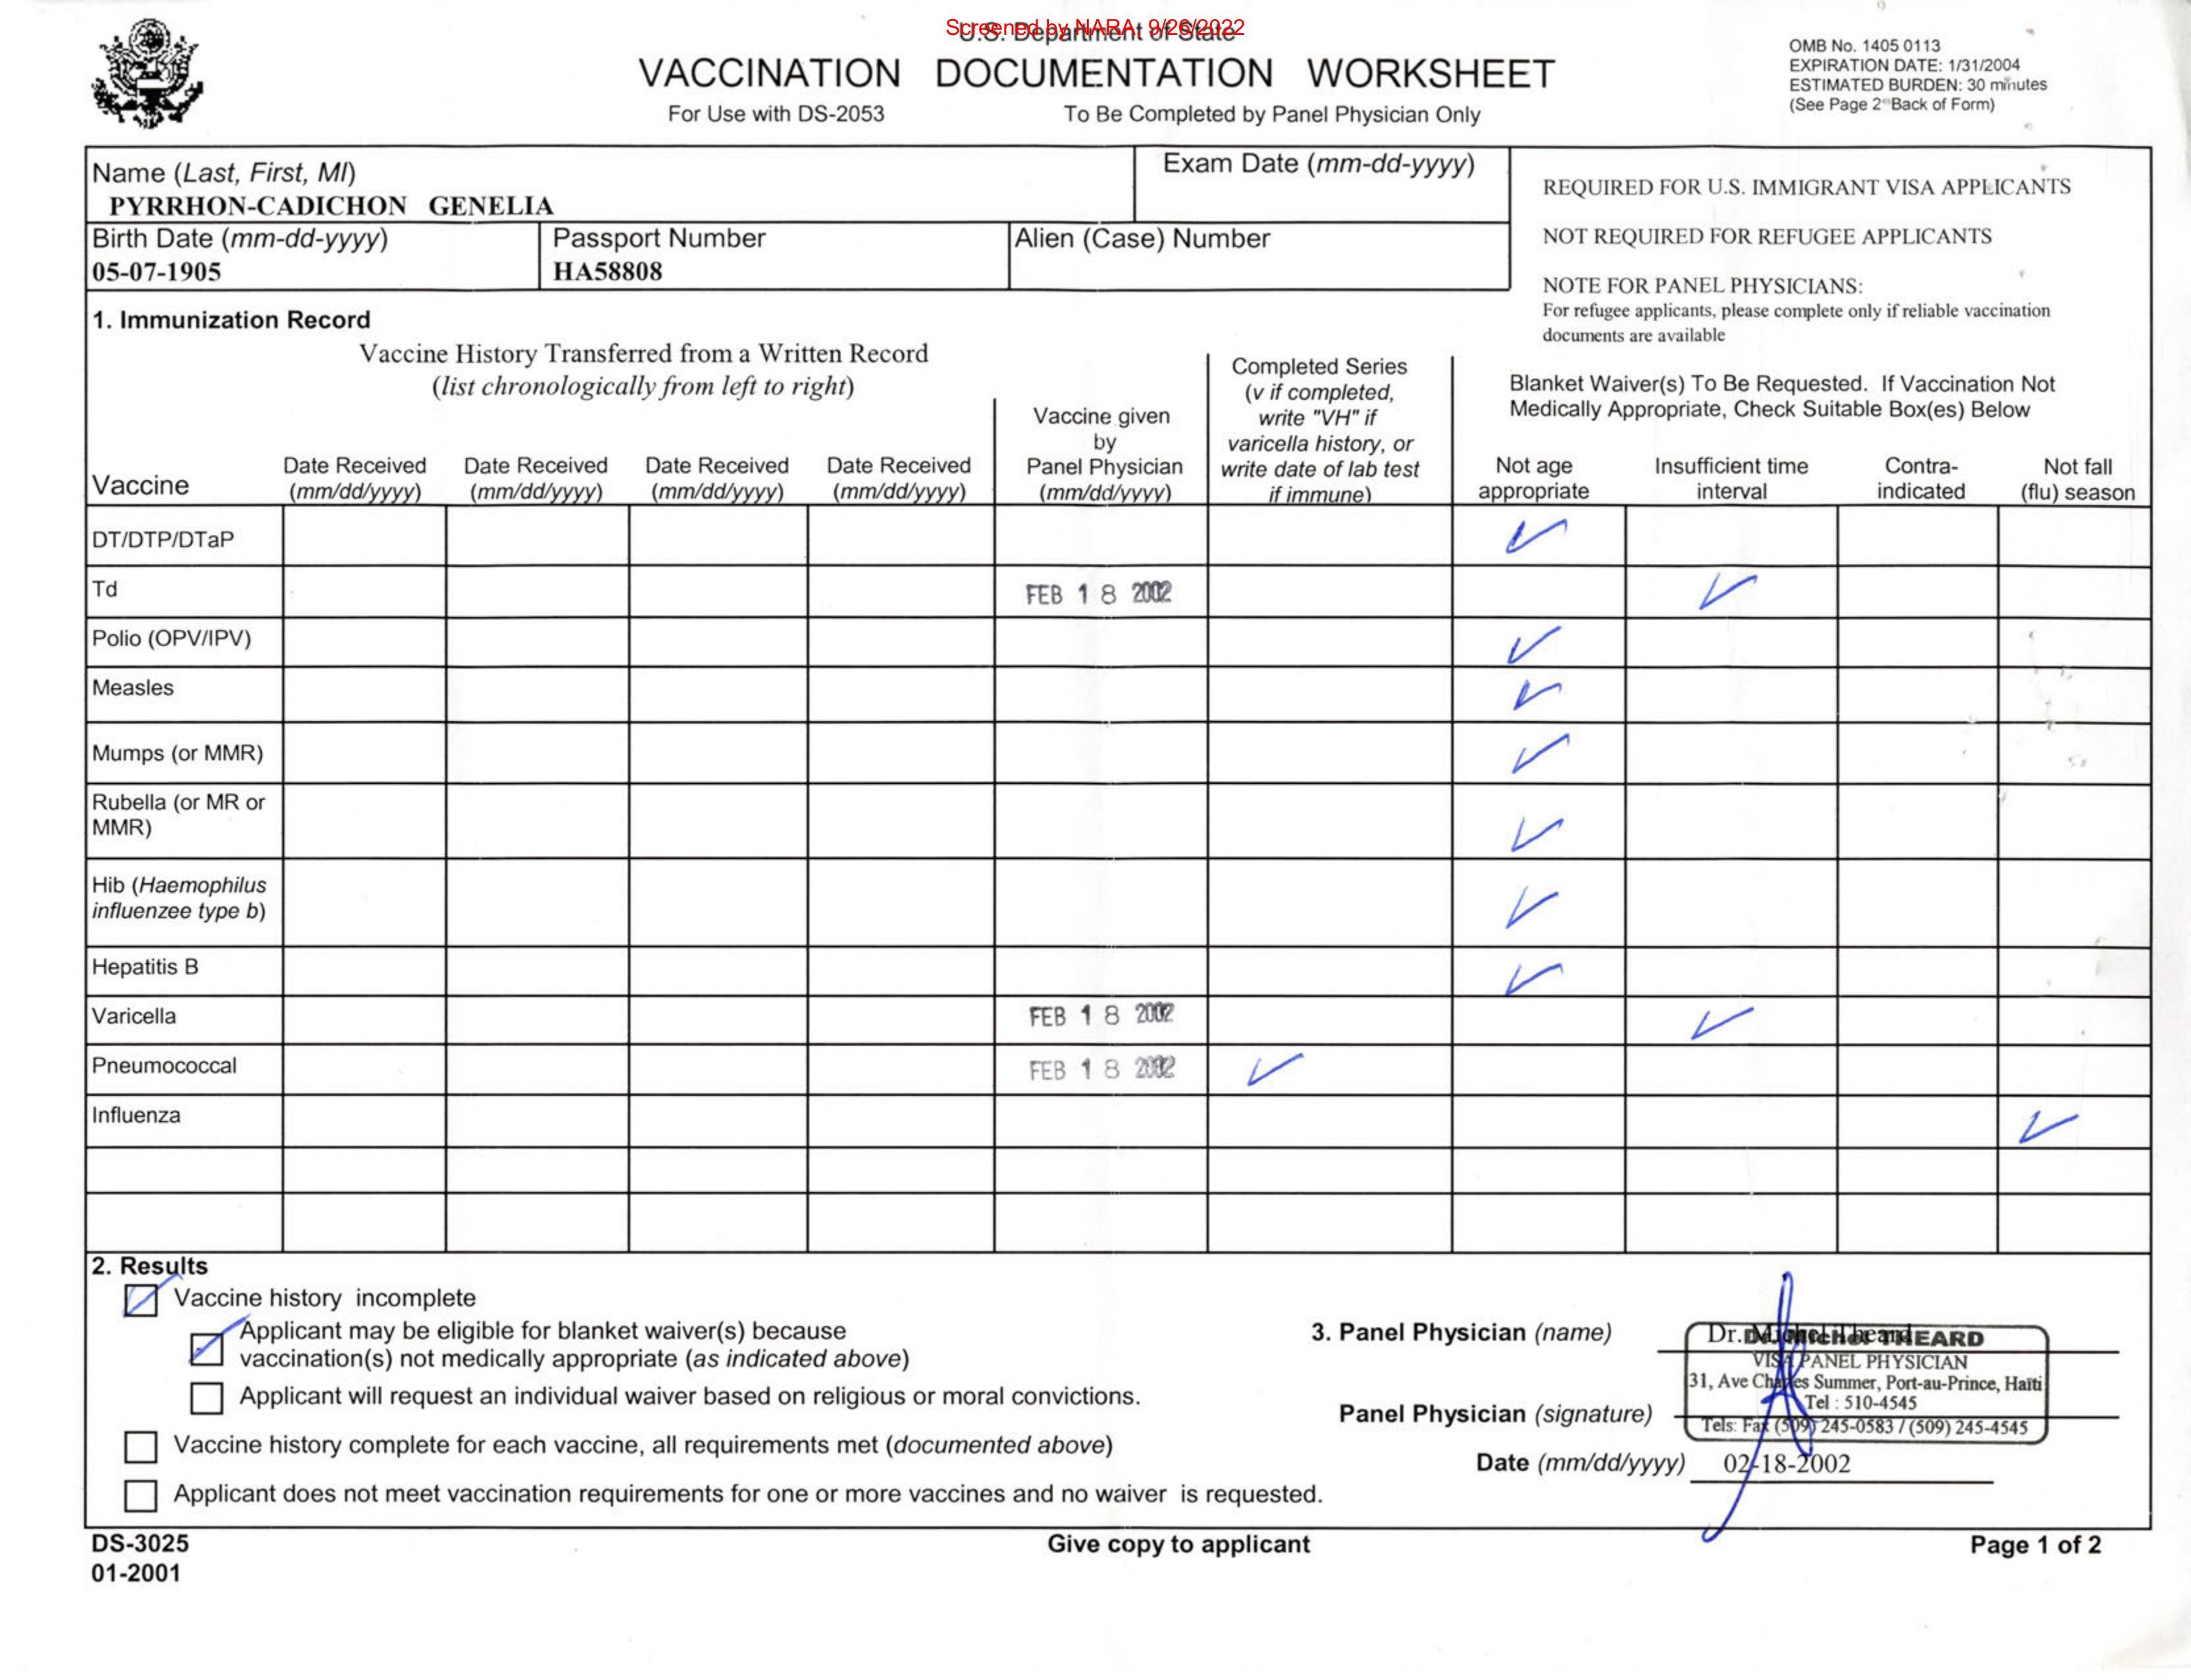 Screened by NARA, 9/26/2022
U.S. Department of State
VACCINATION DOCUMENTATION WORKSHEET
For Use with DS-2053 To Be Completed by Panel Physician Only
OMB No. 1405 0113
EXPIRATION DATE: 1/31/2004
ESTIMATED BURDEN: 30 minutes
(See Page 2 Back of Form)
Name (Last, First, MI)
PYRRHON-CADICHON GENELIA
Exam Date (mm-dd-yyyy)
Birth Date (mm-dd-yyyy)
05-07-1905
Passport Number
HA58808
Alien (Case) Number
REQUIRED FOR U.S. IMMIGRANT VISA APPLICANTS
NOT REQUIRED FOR REFUGEE APPLICANTS
NOTE FOR PANEL PHYSICIANS:
For refugee applicants, please complete only if reliable vaccination
documents are available
1. Immunization Record
Vaccine History Transferred from a Written Record
(list chronologically from left to right)
Vaccine
Date Received
(mm/dd/yyyy)
Date Received
(mm/dd/yyyy)
Date Received
(mm/dd/yyyy)
Date Received
(mm/dd/yyyy)
Vaccine given
by
Panel Physician
(mm/dd/yyyy)
Completed Series
(v if completed,
write "VH" if
varicella history, or
write date of lab test
if immune)
Blanket Waiver(s) To Be Requested. If Vaccination Not
Medically Appropriate, Check Suitable Box(es) Below
Not age
appropriate
Insufficient time
interval
Contra-
indicated
Not fall
(flu) season
DT/DTP/DTaP
Td FEB 18 2002
Polio (OPV/IPV)
Measles
Mumps (or MMR)
Rubella (or MR or
MMR)
Hib (Haemophilus
influenzee type b)
Hepatitis B
Varicella FEB 18 2002
Pneumococcal FEB 18 2002
Influenza
2. Results
Vaccine history incomplete
Applicant may be eligible for blanket waiver(s) because
vaccination(s) not medically appropriate (as indicated above)
Applicant will request an individual waiver based on religious or moral convictions.
Vaccine history complete for each vaccine, all requirements met (documented above)
Applicant does not meet vaccination requirements for one or more vaccines and no waiver is requested.
3. Panel Physician (name) Dr. Michel Theard
Dr. Michel THEARD
VISA PANEL PHYSICIAN
31, Ave Charles Summer, Port-au-Prince, Haïti
Tel : 510-4545
Tels: Fax (509) 245-0583 / (509) 245-4545
Panel Physician (signature)
Date (mm/dd/yyyy) 02-18-2002
DS-3025
01-2001
Give copy to applicant
Page 1 of 2